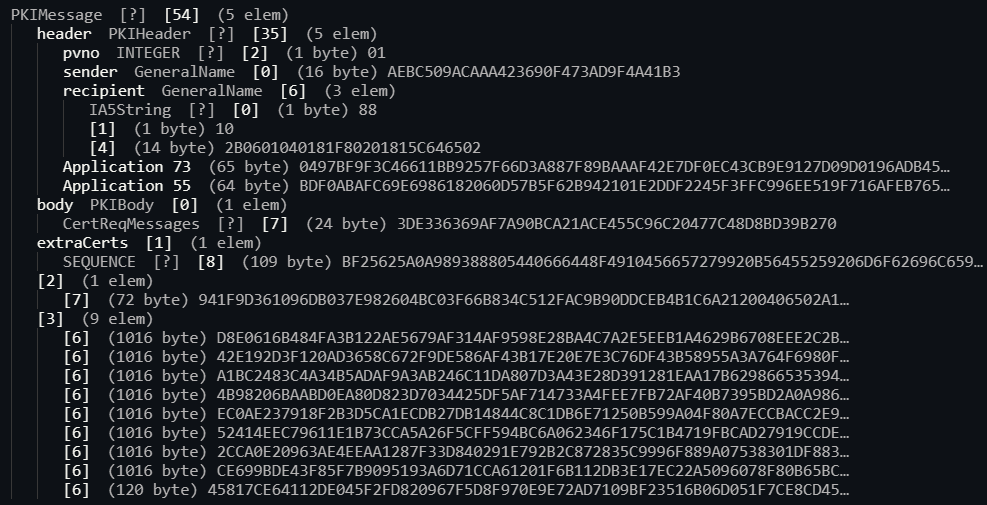 PKIMessage [?] [54] (5 elem)
header PKIHeader [?] [35] (5 elem)
pvno INTEGER [?] [2] (1 byte) 01
sender GeneralName [0] (16 byte) AEBC509ACAAA423690F473AD9F4A41B3
recipient GeneralName [6] (3 elem)
IA5String [?] [0] (1 byte) 88
[1] (1 byte) 10
[4] (14 byte) 2B0601040181F80201815C646502
Application 73 (65 byte) 0497BF9F3C46611BB9257F66D3A887F89BAAAF42E7DF0EC43CB9E9127D09D0196ADB45…
Application 55 (64 byte) BDF0ABAFC69E6986182060D57B5F62B942101E2DDF2245F3FFC996EE519F716AFEB765…
body PKIBody [0] (1 elem)
CertReqMessages [?] [7] (24 byte) 3DE336369AF7A90BCA21ACE455C96C20477C48D8BD39B270
extraCerts [1] (1 elem)
SEQUENCE [?] [8] (109 byte) BF25625A0A989388805440666448F4910456657279920B56455259206D6F62696C659…
[2] (1 elem)
[7] (72 byte) 941F9D361096DB037E982604BC03F66B834C512FAC9B90DDCEB4B1C6A21200406502A1…
[3] (9 elem)
[6] (1016 byte) D8E0616B484FA3B122AE5679AF314AF9598E28BA4C7A2E5EEB1A4629B6708EEE2C2B…
[6] (1016 byte) 42E192D3F120AD3658C672F9DE586AF43B17E20E7E3C76DF43B58955A3A764F6980F…
[6] (1016 byte) A1BC2483C4A34B5ADAF9A3AB246C11DA807D3A43E28D391281EAA17B629866535394…
[6] (1016 byte) 4B98206BAABD0EA80D823D7034425DF5AF714733A4FEE7FB72AF40B7395BD2A0A986…
[6] (1016 byte) EC0AE237918F2B3D5CA1ECDB27DB14844C8C1DB6E71250B599A04F80A7ECCBACC2E9…
[6] (1016 byte) 52414EEC79611E1B73CCA5A26F5CFF594BC6A062346F175C1B4719FBCAD27919CCDE…
[6] (1016 byte) 2CCA0E20963AE4EEAA1287F33D840291E792B2C872835C9996F889A07538301DF883…
[6] (1016 byte) CE699BDE43F85F7B9095193A6D71CCA61201F6B112DB3E17EC22A5096078F80B65BC…
[6] (120 byte) 45817CE64112DE045F2FD820967F5D8F970E9E72AD7109BF23516B06D051F7CE8CD45…